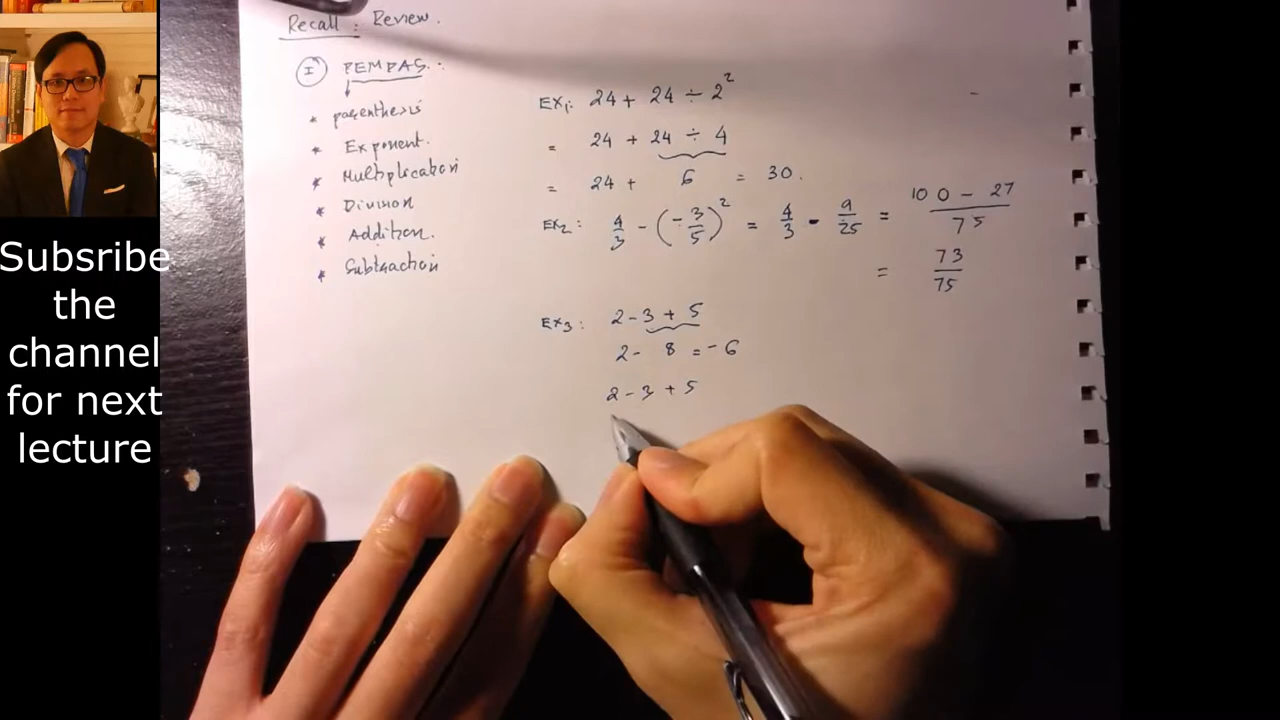 Subsribe
the
channel
for next
lecture
Recall : Review.
I PEMDAS :
* parenthesis
* Exponent.
* Multiplication
* Division
* Addition.
* Subtraction
EX1: 24 + 24 ÷ 2²
= 24 + 24 ÷ 4
= 24 + 6 = 30.
EX2: 4/3 - (-3/5)² = 4/3 - 9/25 = 100 - 27 / 75
= 73/75
EX3: 2 - 3 + 5
2 - 8 = -6
2 - 3 + 5